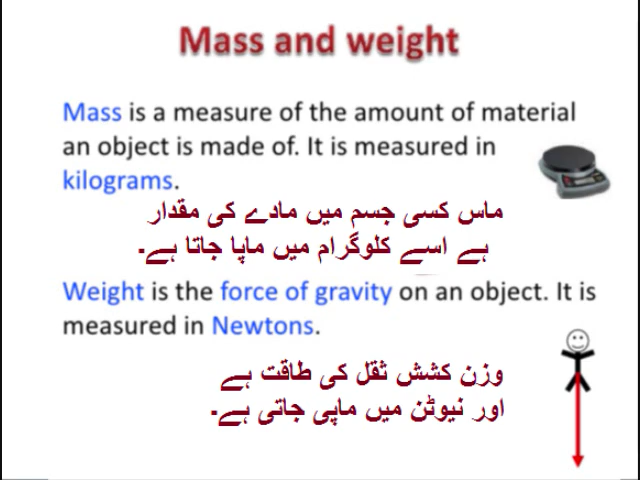 Mass and weight
Mass is a measure of the amount of material
an object is made of. It is measured in
kilograms.
ماس کسی جسم میں مادے کی مقدار
ہے اسے کلوگرام میں ماپا جاتا ہے۔
Weight is the force of gravity on an object. It is
measured in Newtons.
وزن کشش ثقل کی طاقت ہے
اور نیوٹن میں ماپی جاتی ہے۔